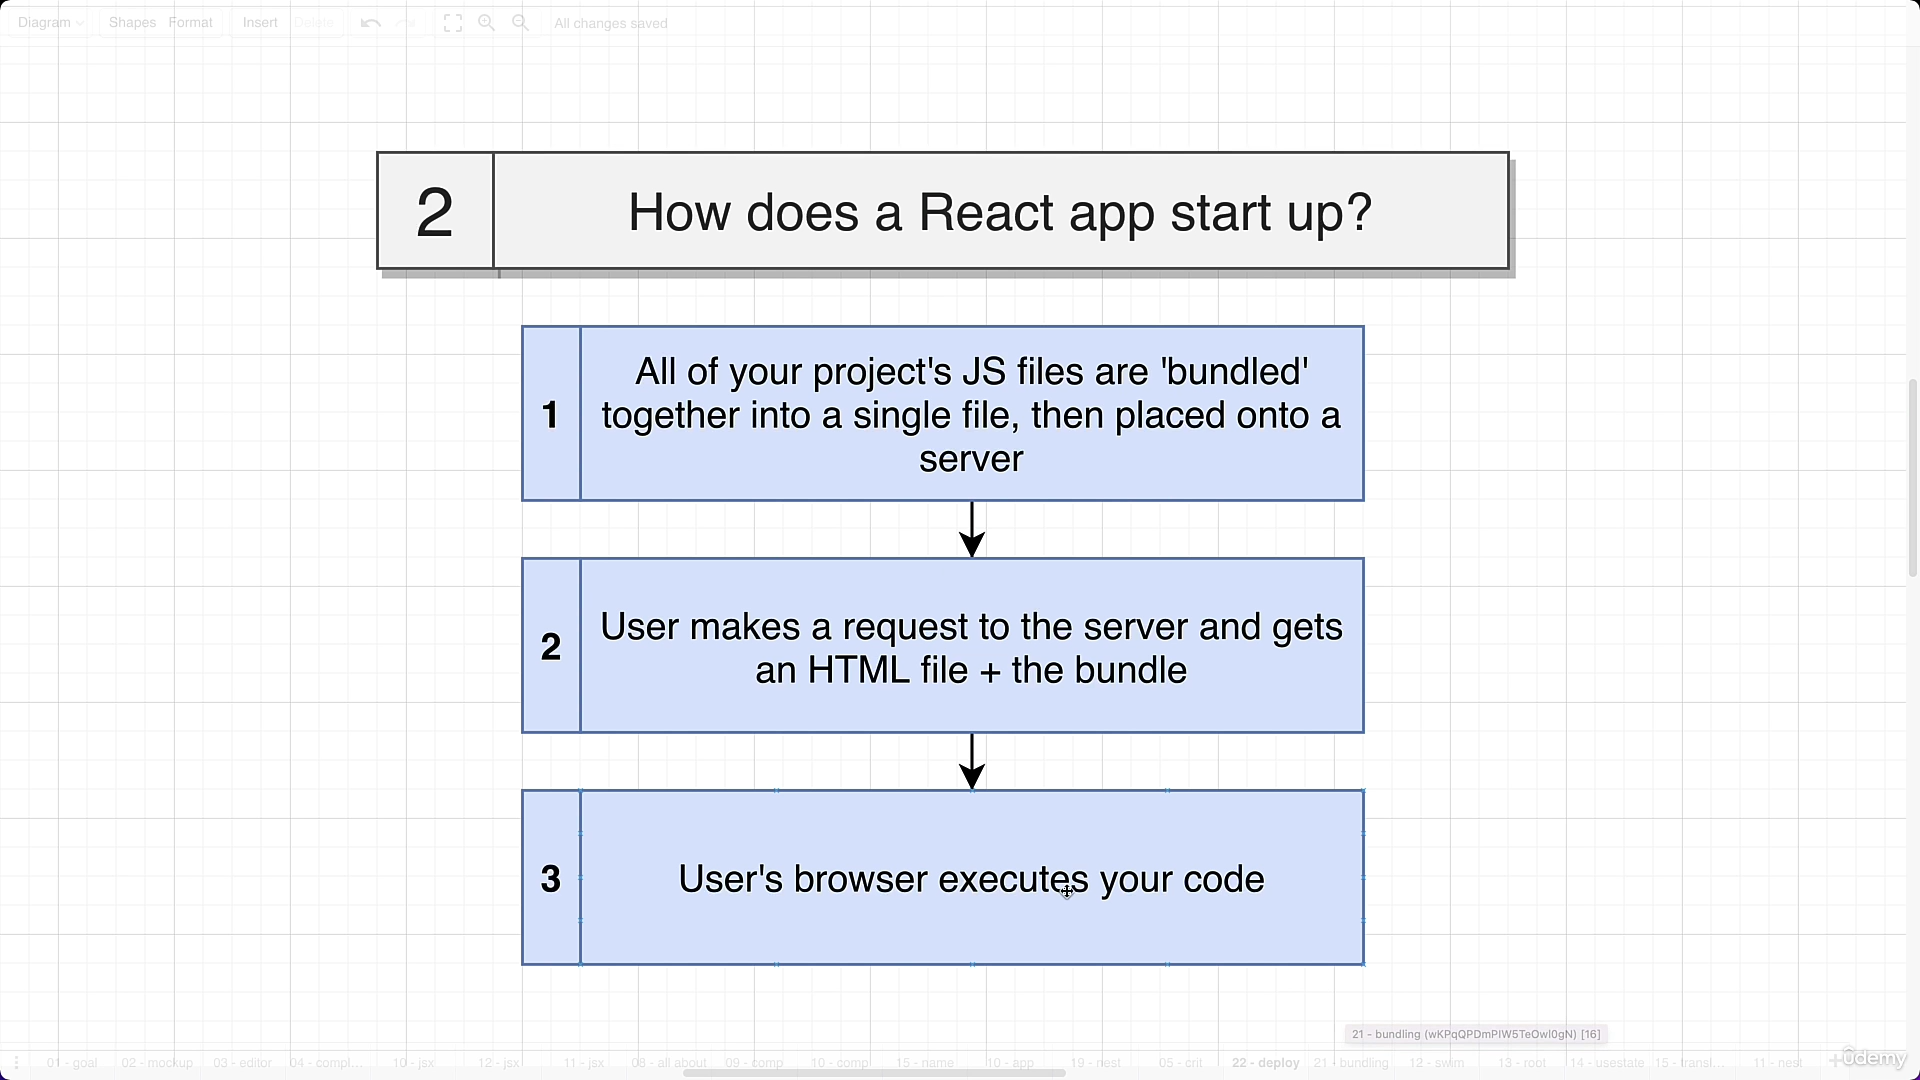 Diagram
Shapes
Format
Insert
Delete
All changes saved
2
How does a React app start up?
1
All of your project's JS files are 'bundled'
together into a single file, then placed onto a
server
2
User makes a request to the server and gets
an HTML file + the bundle
3
User's browser executes your code
21 - bundling (wKPqQPDmPIW5TeOwl0gN) [16]
01 - goal
02 - mockup
03 - editor
04 - compl...
10 - jsx
12 - jsx
11 - jsx
08 - all about
09 - comp
10 - comp
15 - name
10 - app
19 - nest
05 - crit
22 - deploy
21 - bundling
12 - swim
13 - root
14 - usestate
15 - transl...
11 - nest
ûdemy